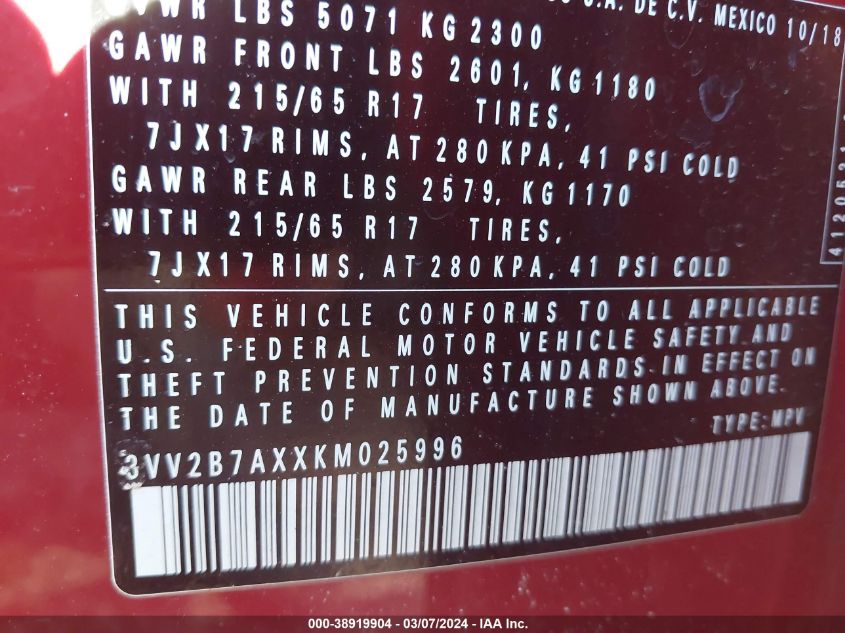 DE C.V. MEXICO 10/18
GVWR LBS 5071 KG 2300
GAWR FRONT LBS 2601, KG 1180
WITH 215/65 R17 TIRES,
7JX17 RIMS, AT 280 KPA, 41 PSI COLD
GAWR REAR LBS 2579, KG 1170
WITH 215/65 R17 TIRES,
7JX17 RIMS, AT 280 KPA, 41 PSI COLD
THIS VEHICLE CONFORMS TO ALL APPLICABLE
U.S. FEDERAL MOTOR VEHICLE SAFETY AND
THEFT PREVENTION STANDARDS IN EFFECT ON
THE DATE OF MANUFACTURE SHOWN ABOVE.
TYPE: MPV
3VV2B7AXXKM025996
000-38919904 - 03/07/2024 - IAA Inc.